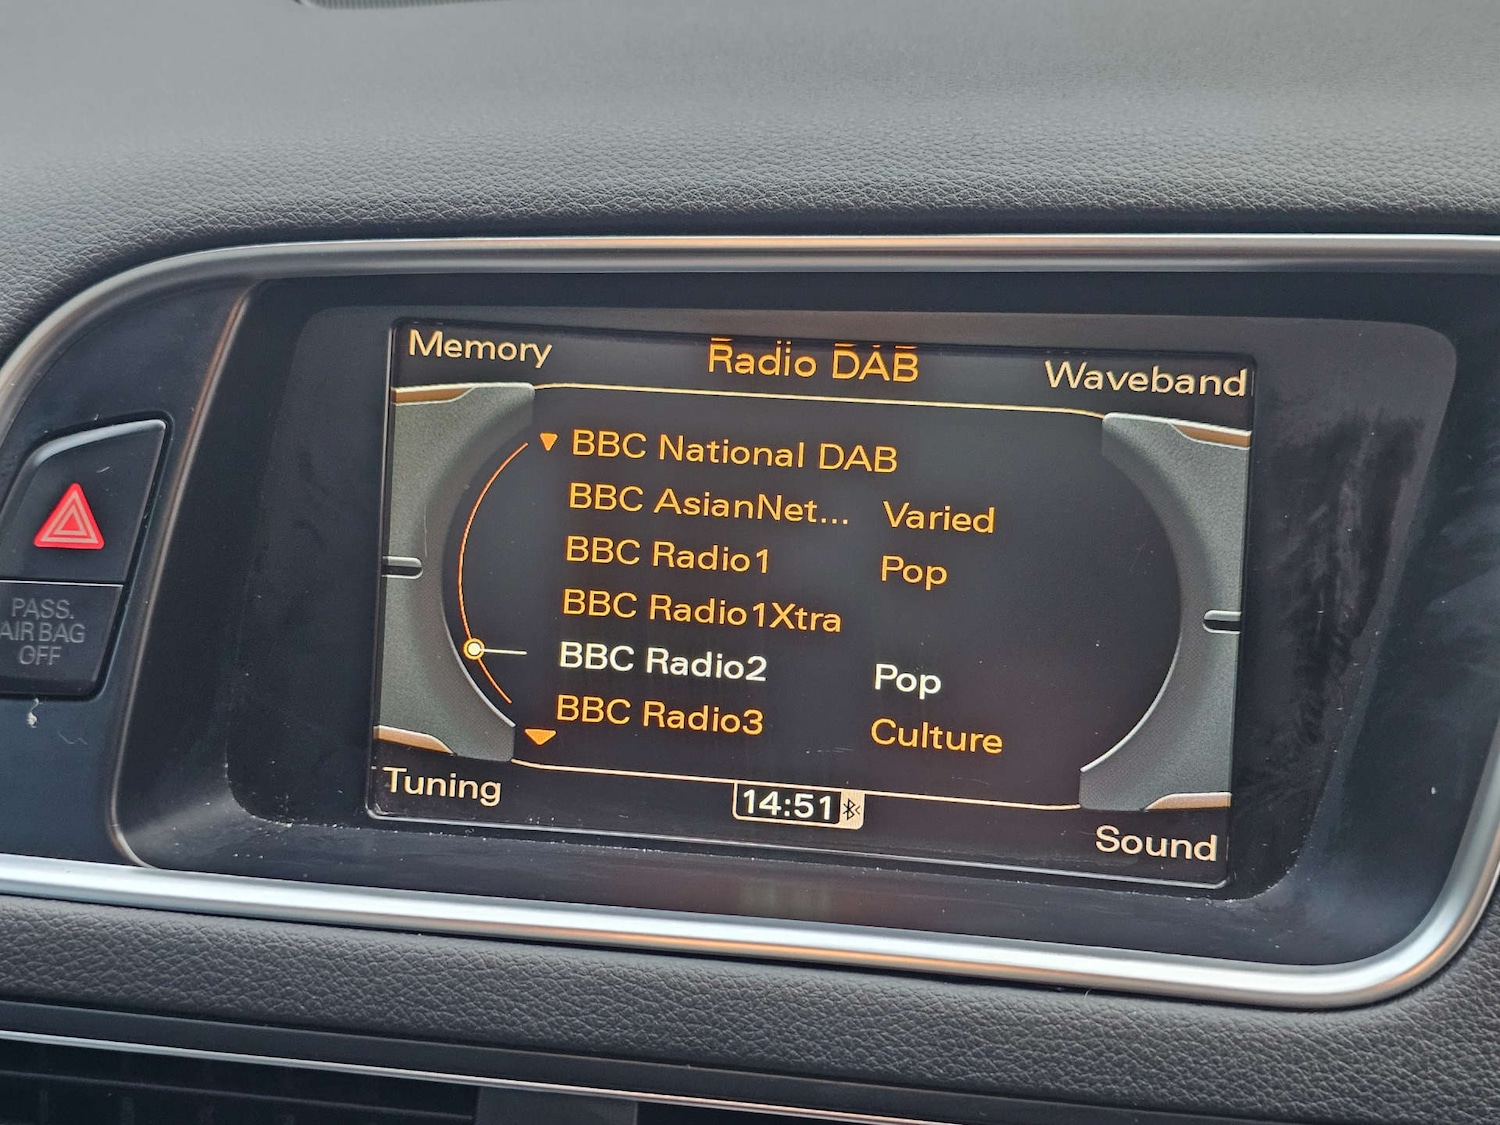 Memory
Radio DAB
Waveband
BBC National DAB
BBC AsianNet... Varied
BBC Radio1 Pop
BBC Radio1Xtra
BBC Radio2 Pop
BBC Radio3 Culture
Tuning
14:51
Sound
PASS.
AIR BAG
OFF